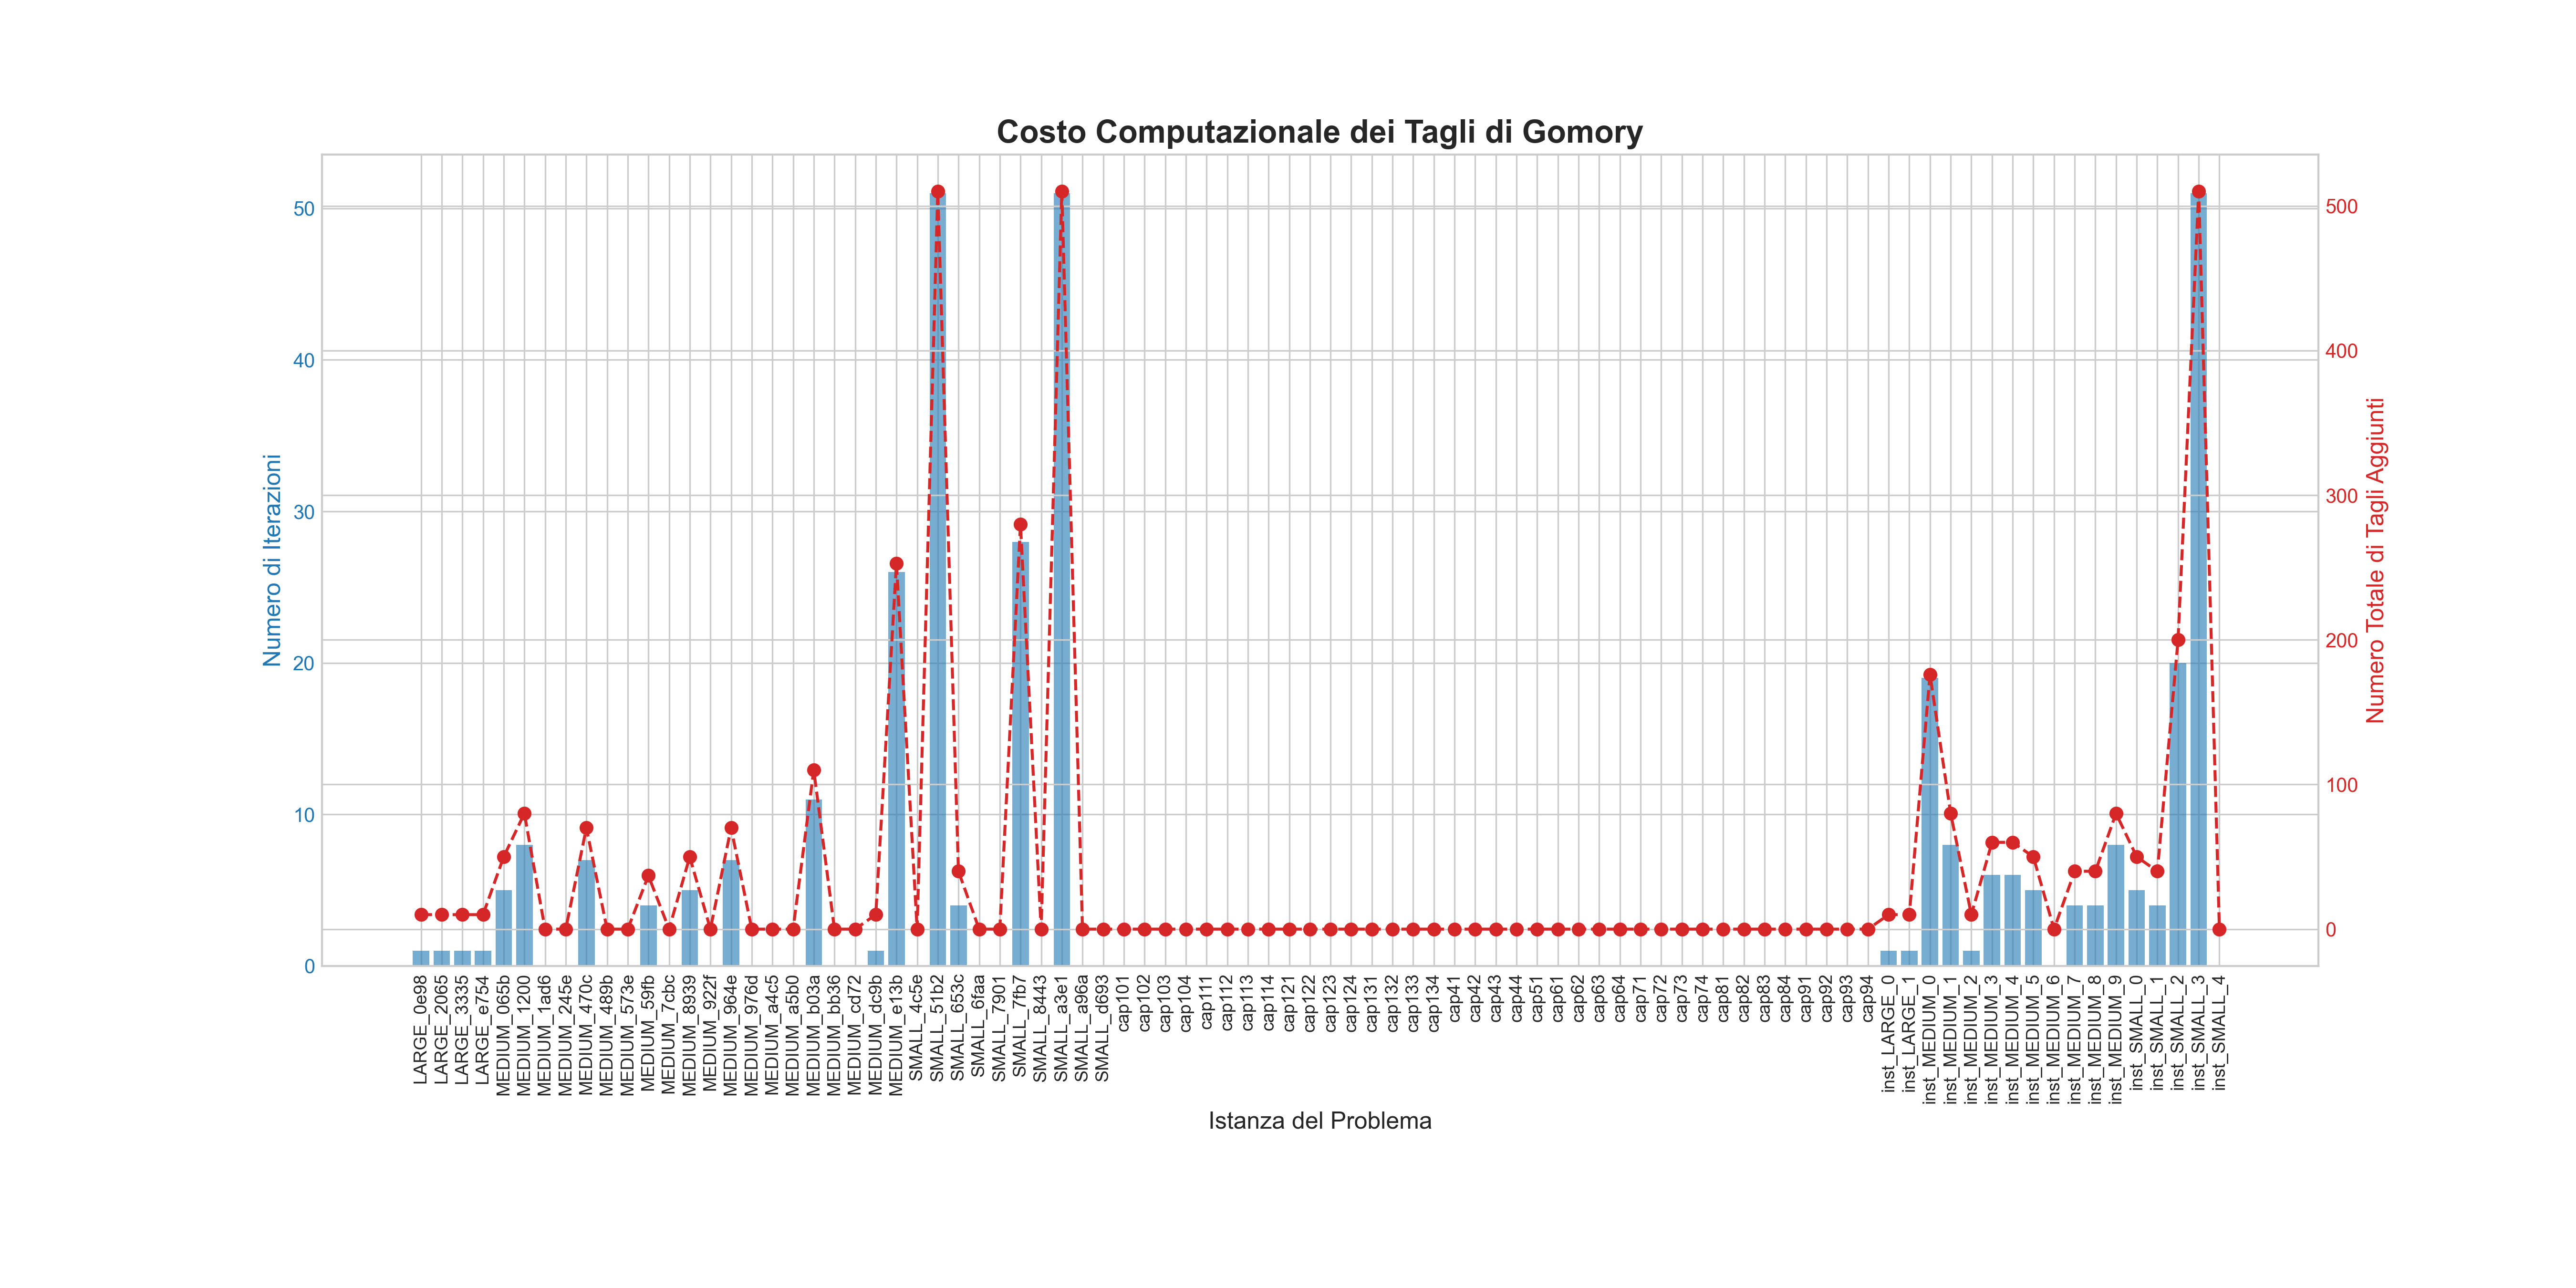 Costo Computazionale dei Tagli di Gomory
Numero di Iterazioni
50
40
30
20
10
0
500
400
300
200
100
0
Numero Totale di Tagli Aggiunti
LARGE_0e98
LARGE_2065
LARGE_3335
LARGE_e754
MEDIUM_065b
MEDIUM_1200
MEDIUM_1ad6
MEDIUM_245e
MEDIUM_470c
MEDIUM_489b
MEDIUM_573e
MEDIUM_59fb
MEDIUM_7cbc
MEDIUM_8939
MEDIUM_922f
MEDIUM_964e
MEDIUM_976d
MEDIUM_a4c5
MEDIUM_a5b0
MEDIUM_b03a
MEDIUM_bb36
MEDIUM_cd72
MEDIUM_dc9b
MEDIUM_e13b
SMALL_4c5e
SMALL_51b2
SMALL_653c
SMALL_6faa
SMALL_7901
SMALL_7fb7
SMALL_8443
SMALL_a3e1
SMALL_a96a
SMALL_d693
cap101
cap102
cap103
cap104
cap111
cap112
cap113
cap114
cap121
cap122
cap123
cap124
cap131
cap132
cap133
cap134
cap41
cap42
cap43
cap44
cap51
cap61
cap62
cap63
cap64
cap71
cap72
cap73
cap74
cap81
cap82
cap83
cap84
cap91
cap92
cap93
cap94
inst_LARGE_0
inst_LARGE_1
inst_MEDIUM_0
inst_MEDIUM_1
inst_MEDIUM_2
inst_MEDIUM_3
inst_MEDIUM_4
inst_MEDIUM_5
inst_MEDIUM_6
inst_MEDIUM_7
inst_MEDIUM_8
inst_MEDIUM_9
inst_SMALL_0
inst_SMALL_1
inst_SMALL_2
inst_SMALL_3
inst_SMALL_4
Istanza del Problema